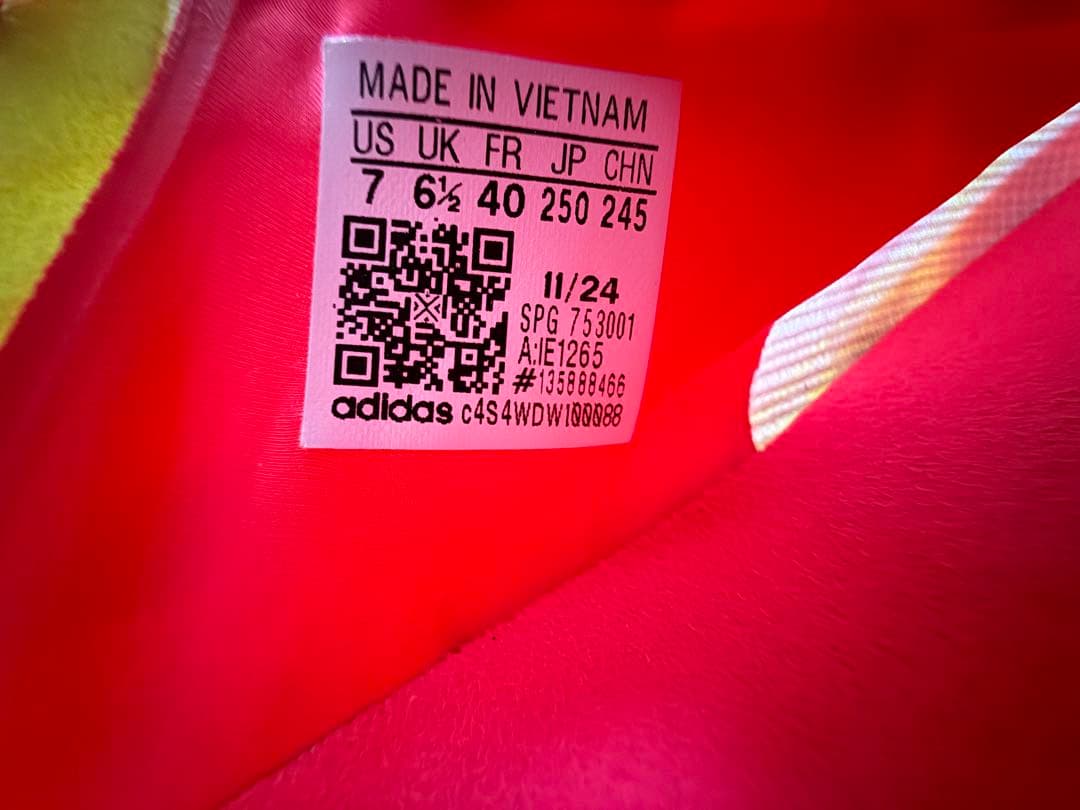 MADE IN VIETNAM
US UK FR JP CHN
7 6½ 40 250 245
11/24
SPG 753001
A:IE1265
#135888466
adidas c4S4WDW100088